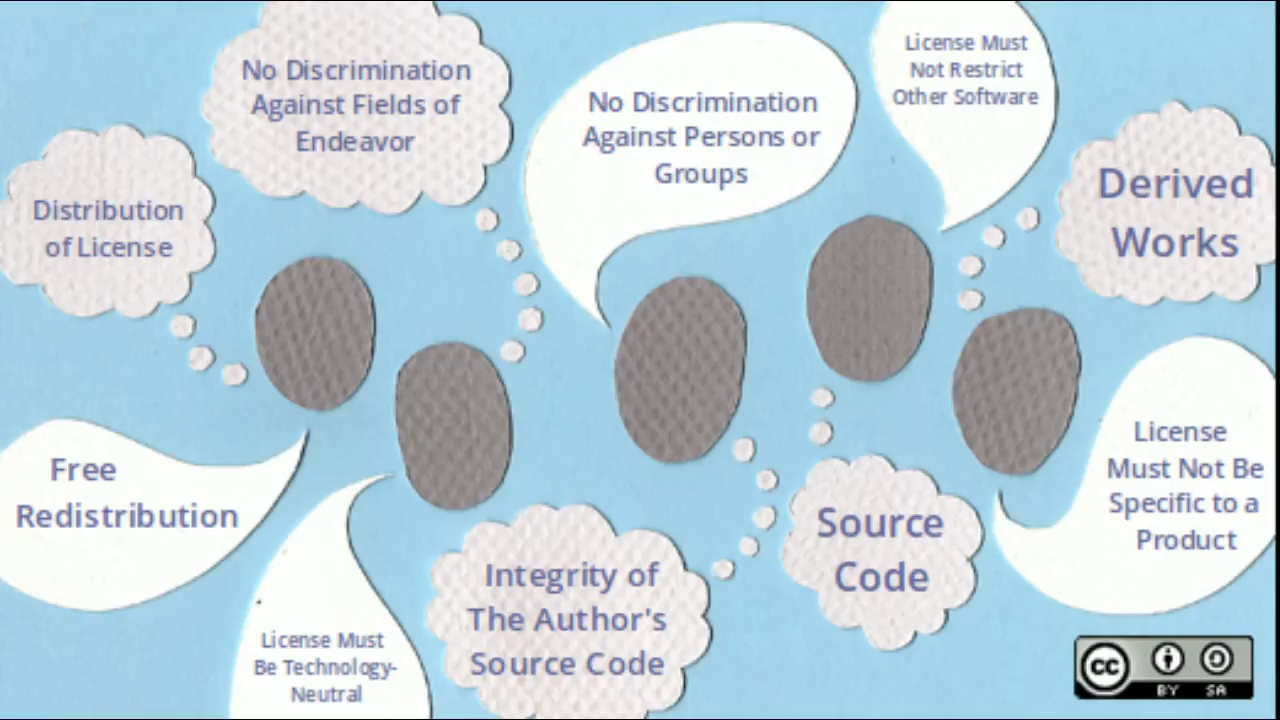 No Discrimination
Against Fields of
Endeavor
No Discrimination
Against Persons or
Groups
License Must
Not Restrict
Other Software
Distribution
of License
Derived
Works
Free
Redistribution
License
Must Not Be
Specific to a
Product
Source
Code
Integrity of
The Author's
Source Code
License Must
Be Technology-
Neutral
cc
BY SA